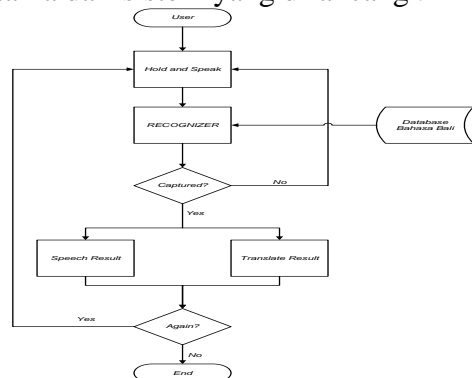 User
Hold and Speak
RECOGNIZER
Database
Bahasa Bali
Captured?
No
Yes
Speech Result
Translate Result
Yes
Again?
No
End